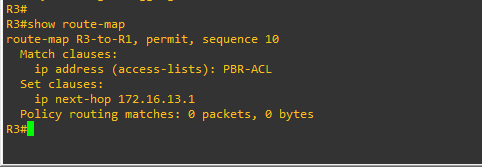 R3#
R3#show route-map
route-map R3-to-R1, permit, sequence 10
  Match clauses:
    ip address (access-lists): PBR-ACL
  Set clauses:
    ip next-hop 172.16.13.1
  Policy routing matches: 0 packets, 0 bytes
R3#